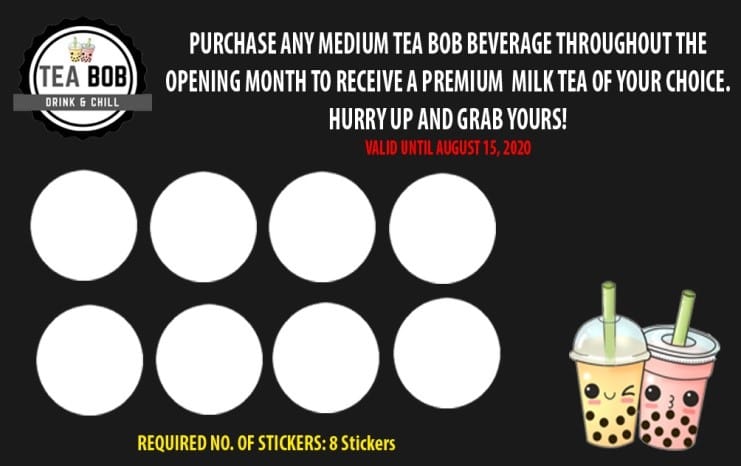 TEA BOB
DRINK & CHILL
PURCHASE ANY MEDIUM TEA BOB BEVERAGE THROUGHOUT THE
OPENING MONTH TO RECEIVE A PREMIUM MILK TEA OF YOUR CHOICE.
HURRY UP AND GRAB YOURS!
VALID UNTIL AUGUST 15, 2020
REQUIRED NO. OF STICKERS: 8 Stickers